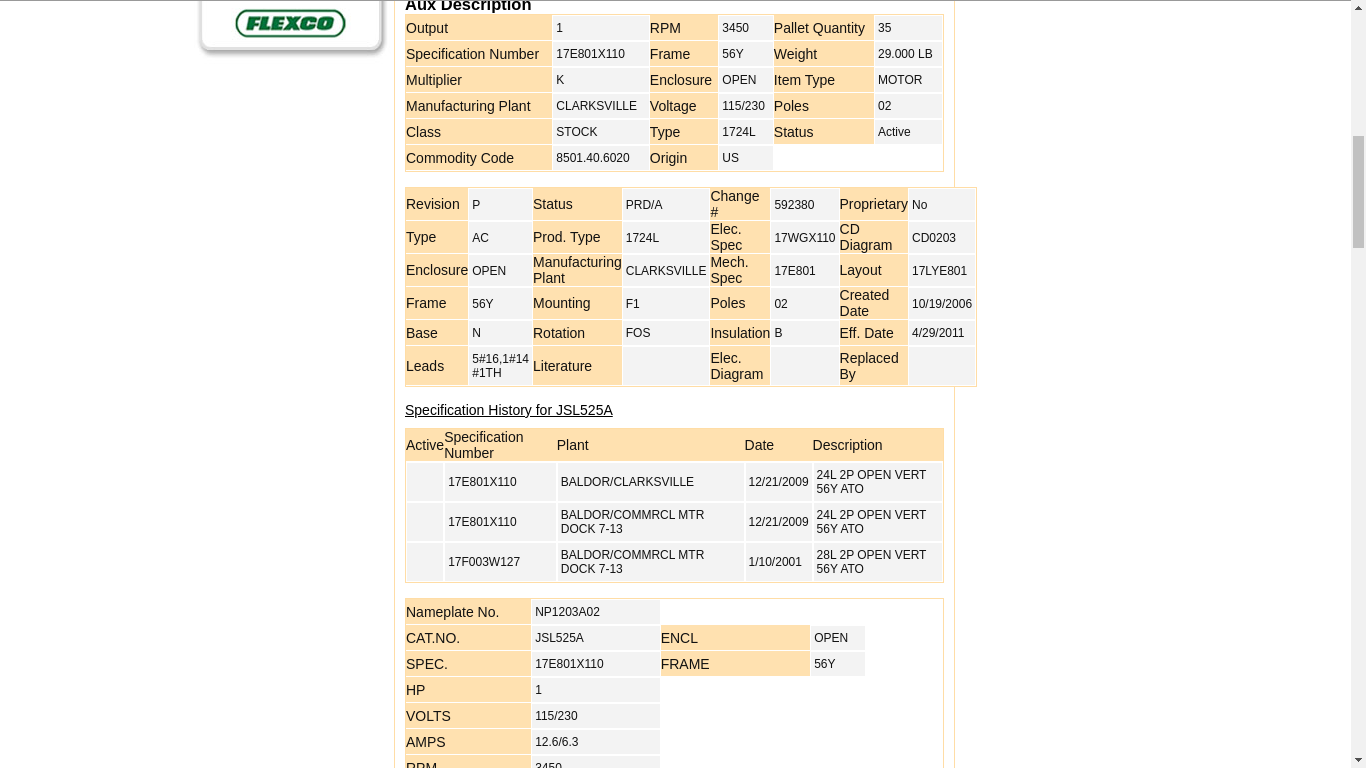 FLEXCO
Aux Description
Output 1 RPM 3450 Pallet Quantity 35
Specification Number 17E801X110 Frame 56Y Weight 29.000 LB
Multiplier K Enclosure OPEN Item Type MOTOR
Manufacturing Plant CLARKSVILLE Voltage 115/230 Poles 02
Class STOCK Type 1724L Status Active
Commodity Code 8501.40.6020 Origin US
Revision P Status PRD/A Change # 592380 Proprietary No
Type AC Prod. Type 1724L Elec. Spec 17WGX110 CD Diagram CD0203
Enclosure OPEN Manufacturing Plant CLARKSVILLE Mech. Spec 17E801 Layout 17LYE801
Frame 56Y Mounting F1 Poles 02 Created Date 10/19/2006
Base N Rotation FOS Insulation B Eff. Date 4/29/2011
Leads 5#16,1#14 #1TH Literature Elec. Diagram Replaced By
Specification History for JSL525A
Active Specification Number Plant Date Description
17E801X110 BALDOR/CLARKSVILLE 12/21/2009 24L 2P OPEN VERT 56Y ATO
17E801X110 BALDOR/COMMRCL MTR DOCK 7-13 12/21/2009 24L 2P OPEN VERT 56Y ATO
17F003W127 BALDOR/COMMRCL MTR DOCK 7-13 1/10/2001 28L 2P OPEN VERT 56Y ATO
Nameplate No. NP1203A02
CAT.NO. JSL525A ENCL OPEN
SPEC. 17E801X110 FRAME 56Y
HP 1
VOLTS 115/230
AMPS 12.6/6.3
RPM 3450